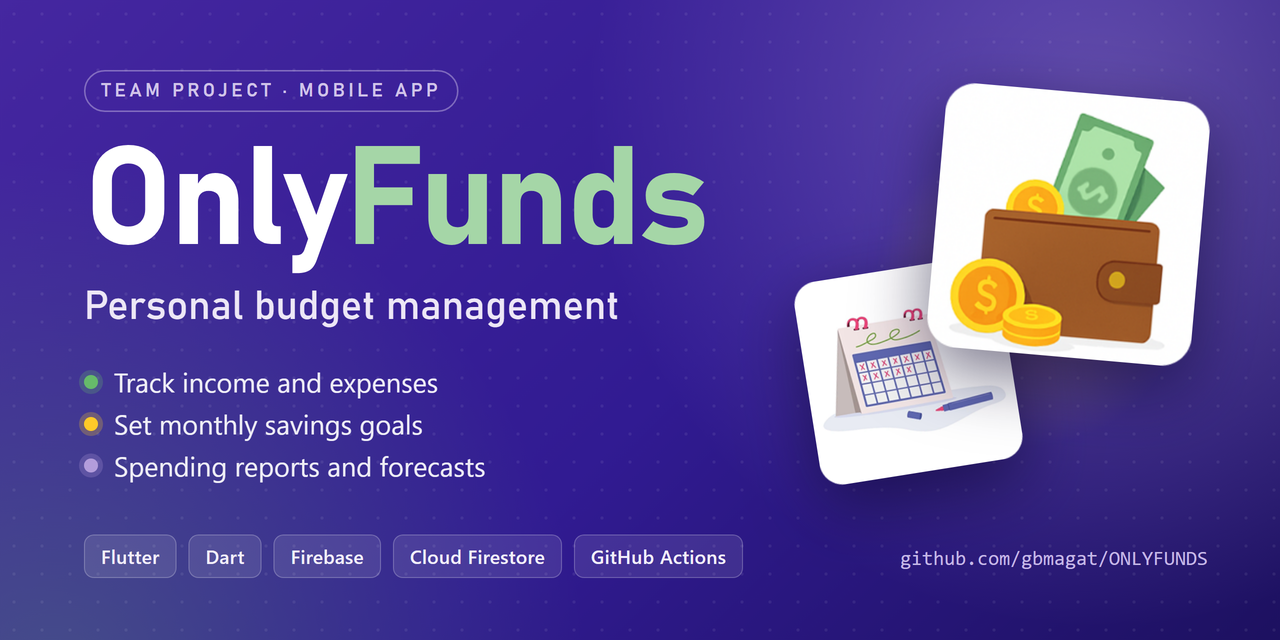 TEAM PROJECT · MOBILE APP
OnlyFunds
Personal budget management
Track income and expenses
Set monthly savings goals
Spending reports and forecasts
Flutter
Dart
Firebase
Cloud Firestore
GitHub Actions
github.com/gbmagat/ONLYFUNDS